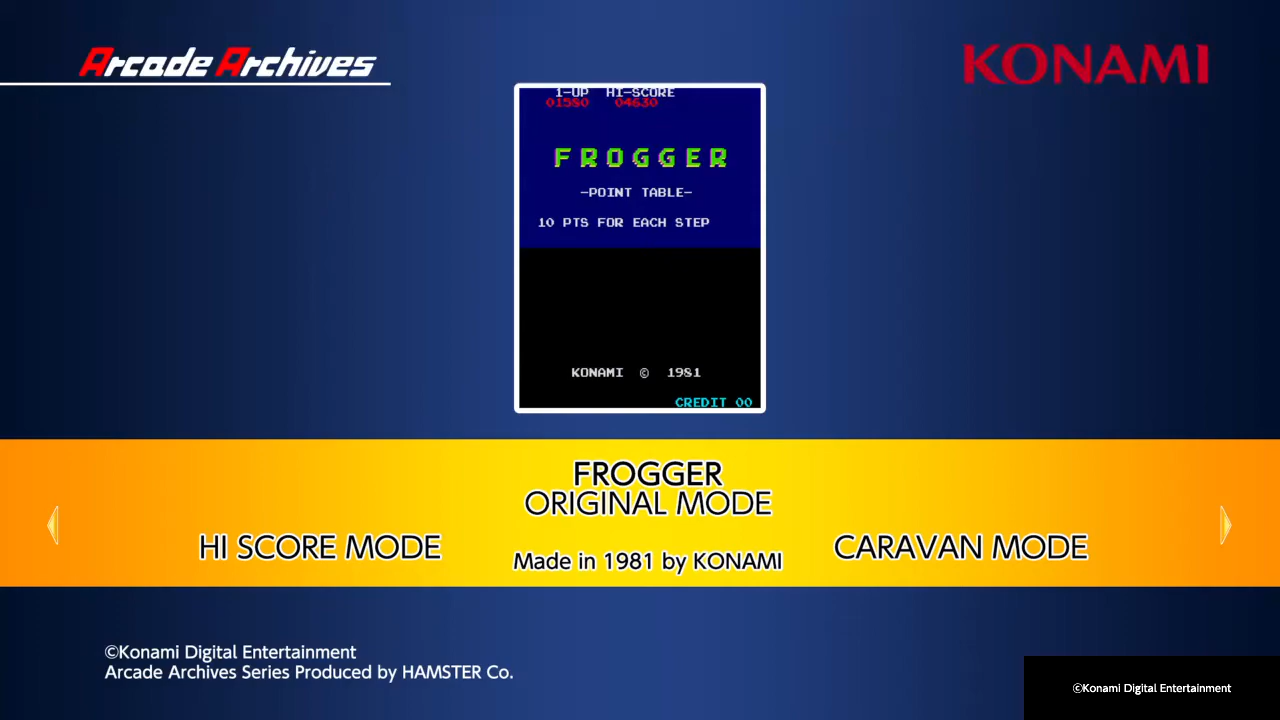 Arcade Archives
KONAMI
1-UP HI-SCORE
01580 04630
FROGGER
-POINT TABLE-
10 PTS FOR EACH STEP
KONAMI © 1981
CREDIT 00
FROGGER
ORIGINAL MODE
HI SCORE MODE
CARAVAN MODE
Made in 1981 by KONAMI
©Konami Digital Entertainment
Arcade Archives Series Produced by HAMSTER Co.
©Konami Digital Entertainment